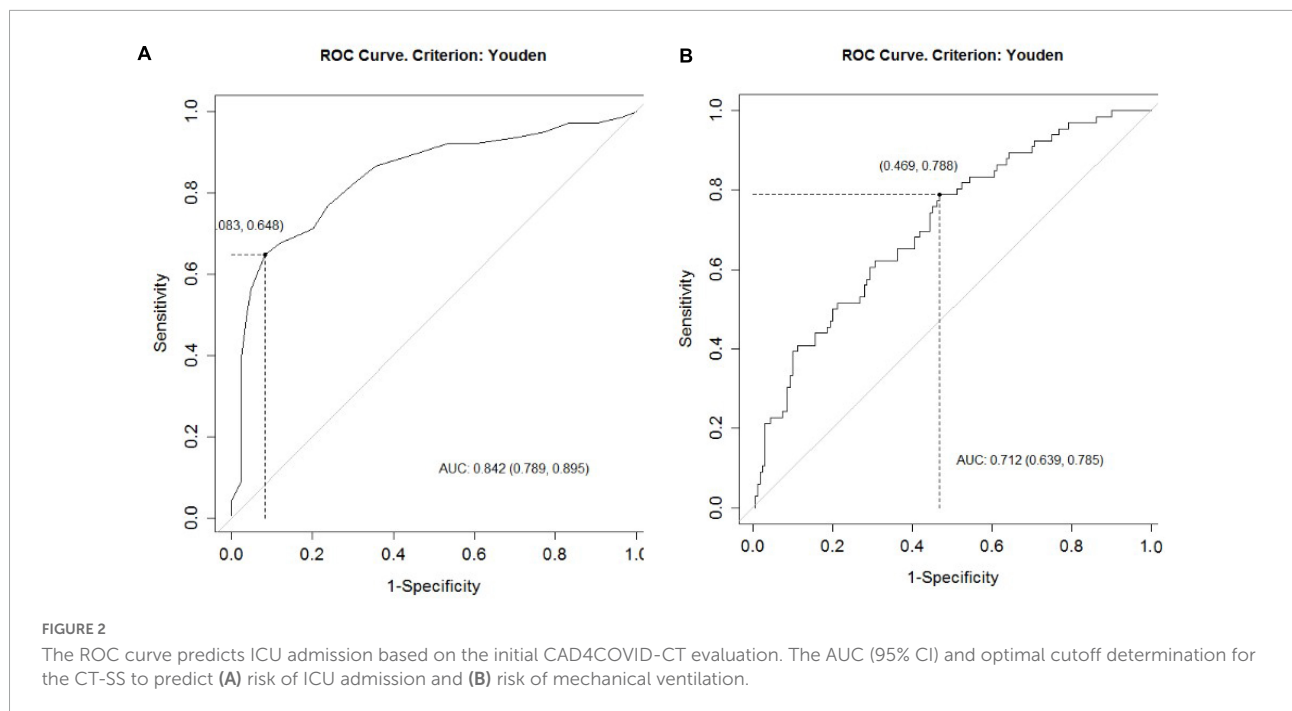 A
ROC Curve. Criterion: Youden
1.0
0.8
0.6
0.4
0.2
0.0
Sensitivity
.083, 0.648)
AUC: 0.842 (0.789, 0.895)
0.0 0.2 0.4 0.6 0.8 1.0
1-Specificity
B
ROC Curve. Criterion: Youden
1.0
0.8
0.6
0.4
0.2
0.0
Sensitivity
(0.469, 0.788)
AUC: 0.712 (0.639, 0.785)
0.0 0.2 0.4 0.6 0.8 1.0
1-Specificity
FIGURE 2
The ROC curve predicts ICU admission based on the initial CAD4COVID-CT evaluation. The AUC (95% CI) and optimal cutoff determination for
the CT-SS to predict (A) risk of ICU admission and (B) risk of mechanical ventilation.